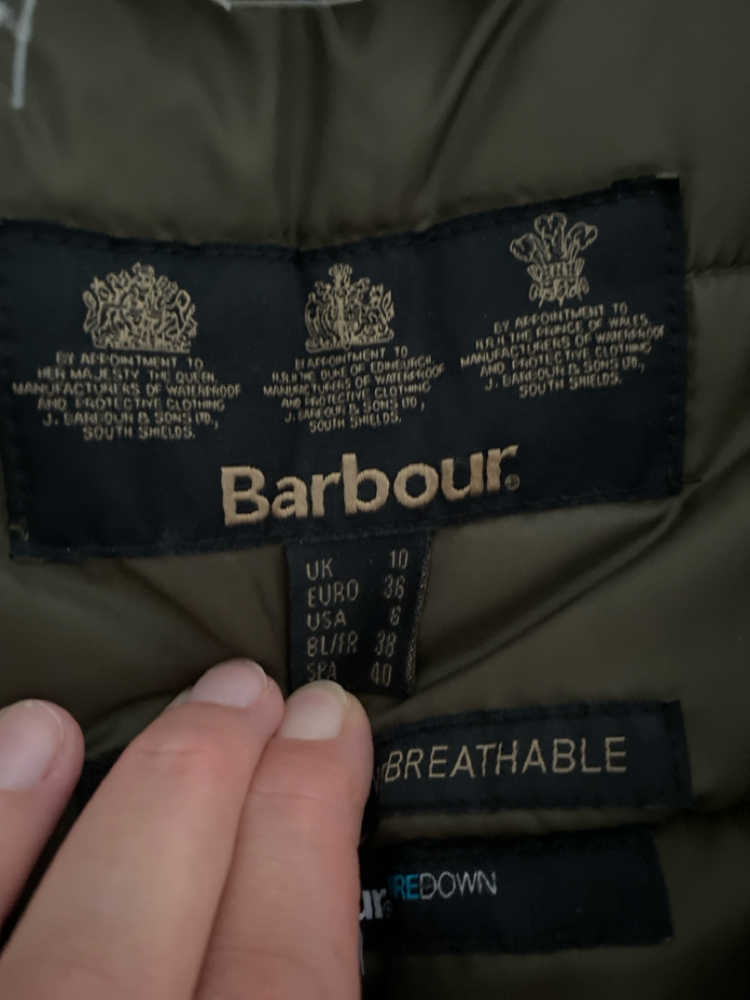 BY APPOINTMENT TO
HER MAJESTY THE QUEEN,
MANUFACTURERS OF WATERPROOF
AND PROTECTIVE CLOTHING
J. BARBOUR & SONS LTD.,
SOUTH SHIELDS.
BY APPOINTMENT TO
H.R.H. THE DUKE OF EDINBURGH,
MANUFACTURERS OF WATERPROOF
AND PROTECTIVE CLOTHING
J. BARBOUR & SONS LTD.,
SOUTH SHIELDS.
BY APPOINTMENT TO
H.R.H. THE PRINCE OF WALES,
MANUFACTURERS OF WATERPROOF
AND PROTECTIVE CLOTHING
J. BARBOUR & SONS LTD.,
SOUTH SHIELDS.
Barbour®
UK 10
EURO 36
USA 6
BL/FR 38
SPA 40
BREATHABLE
REDOWN
ur®